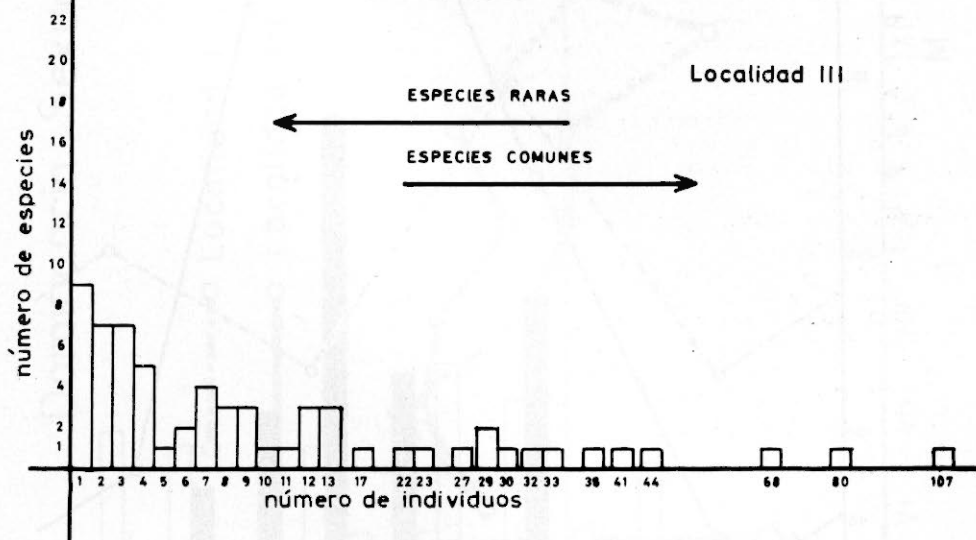 22
20
18
16
14
12
10
8
6
4
2
1
número de especies
Localidad III
ESPECIES RARAS
ESPECIES COMUNES
1 2 3 4 5 6 7 8 9 10 11 12 13 17 22 23 27 29 30 32 33 38 41 44 68 80 107
número de individuos